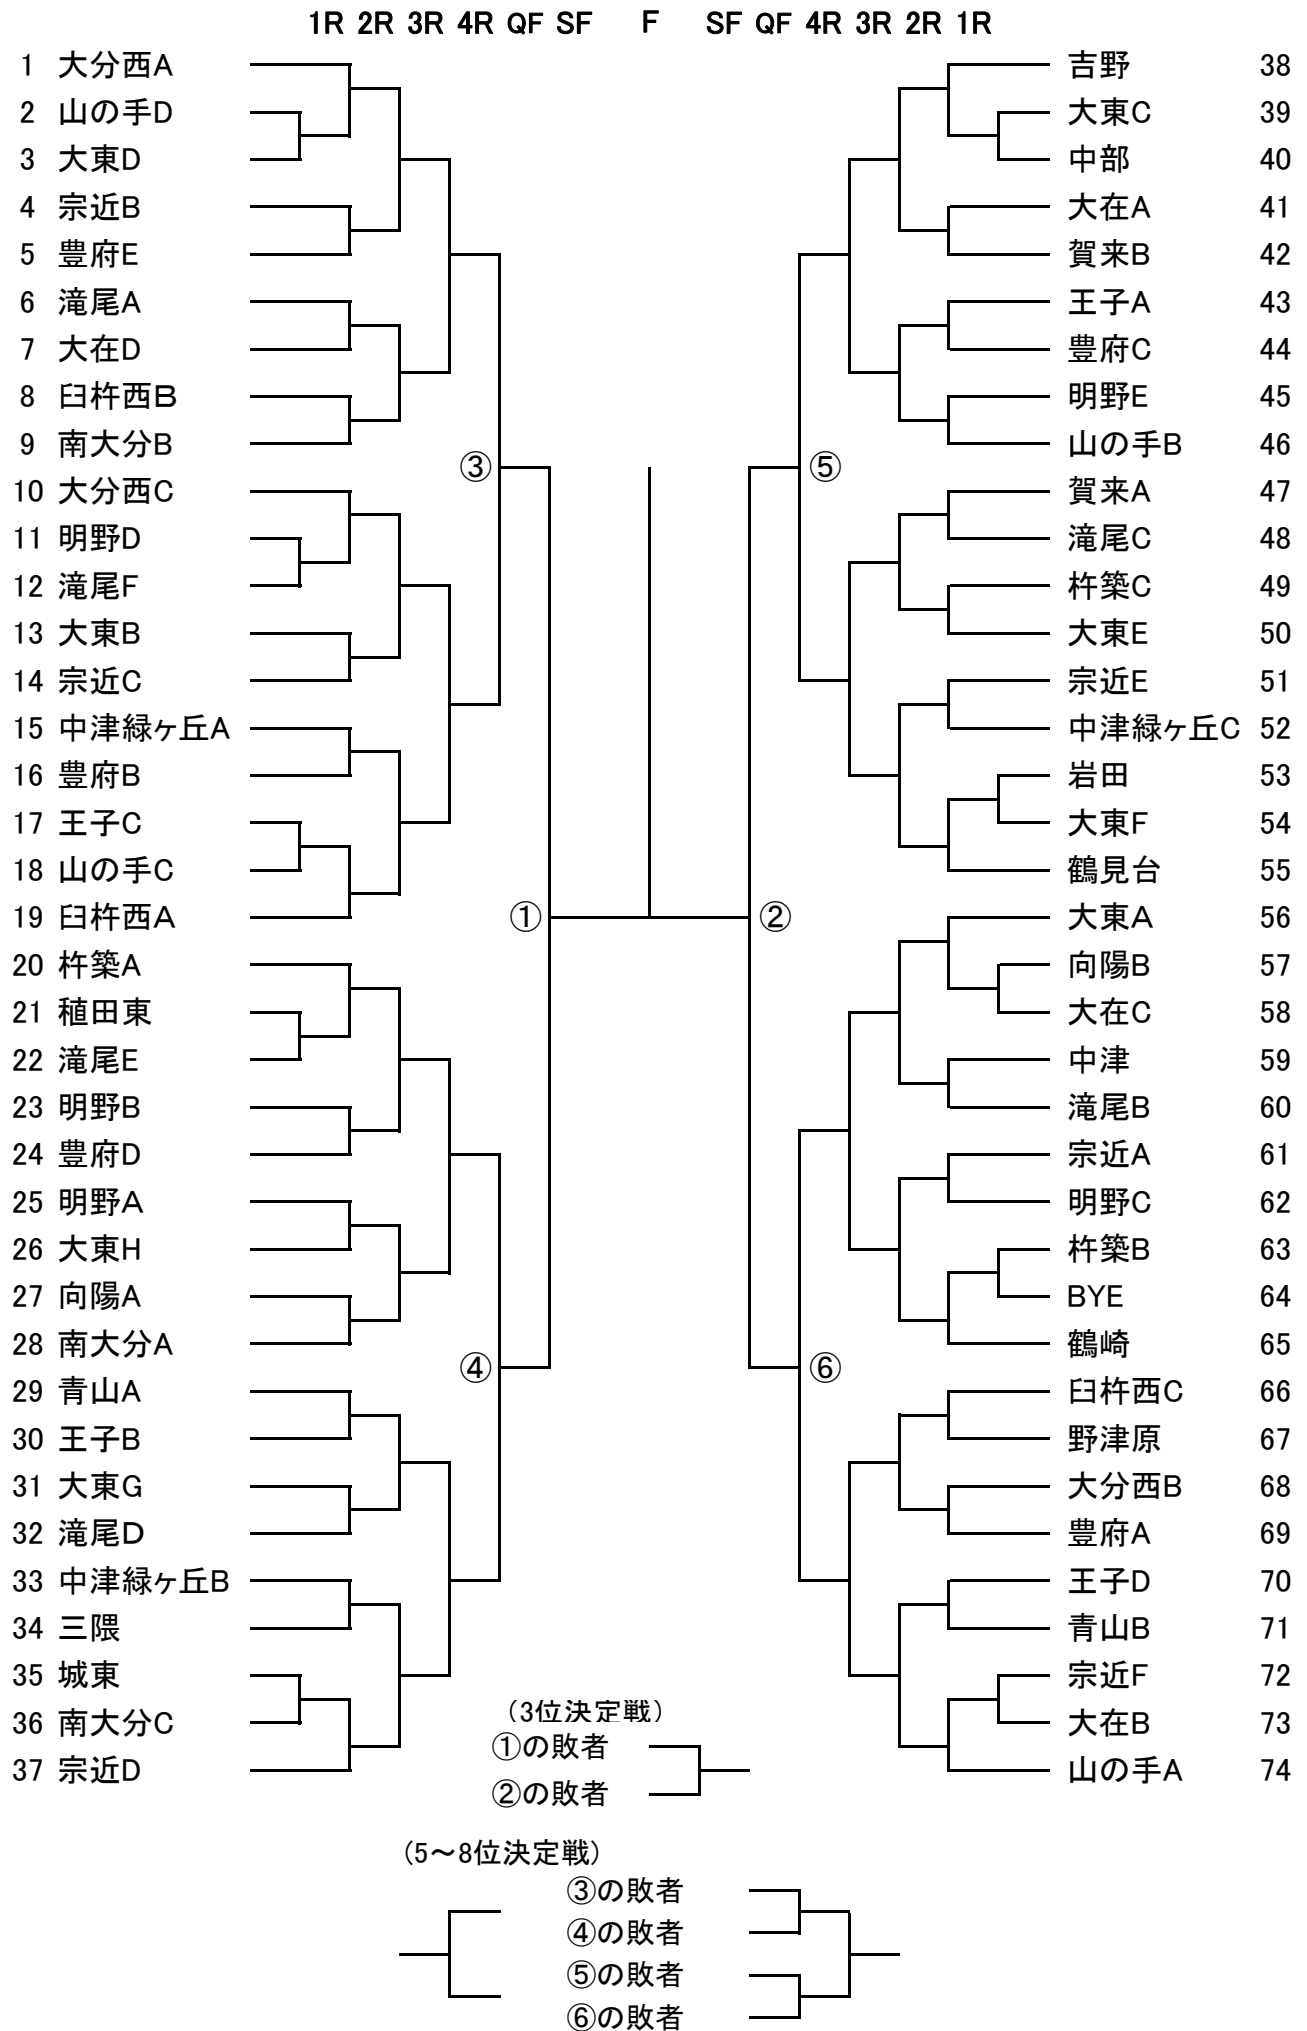 1R 2R 3R 4R QF SF F SF QF 4R 3R 2R 1R
1 大分西A 吉野 38
2 山の手D 大東C 39
3 大東D 中部 40
4 宗近B 大在A 41
5 豊府E 賀来B 42
6 滝尾A 王子A 43
7 大在D 豊府C 44
8 臼杵西B 明野E 45
9 南大分B 山の手B 46
③ ⑤
10 大分西C 賀来A 47
11 明野D 滝尾C 48
12 滝尾F 杵築C 49
13 大東B 大東E 50
14 宗近C 宗近E 51
15 中津緑ヶ丘A 中津緑ヶ丘C 52
16 豊府B 岩田 53
17 王子C 大東F 54
18 山の手C 鶴見台 55
19 臼杵西A ① ② 大東A 56
20 杵築A 向陽B 57
21 稙田東 大在C 58
22 滝尾E 中津 59
23 明野B 滝尾B 60
24 豊府D 宗近A 61
25 明野A 明野C 62
26 大東H 杵築B 63
27 向陽A BYE 64
28 南大分A 鶴崎 65
④ ⑥
29 青山A 臼杵西C 66
30 王子B 野津原 67
31 大東G 大分西B 68
32 滝尾D 豊府A 69
33 中津緑ヶ丘B 王子D 70
34 三隈 青山B 71
35 城東 宗近F 72
36 南大分C 大在B 73
37 宗近D 山の手A 74
（3位決定戦）
①の敗者
②の敗者
（5～8位決定戦）
③の敗者
④の敗者
⑤の敗者
⑥の敗者